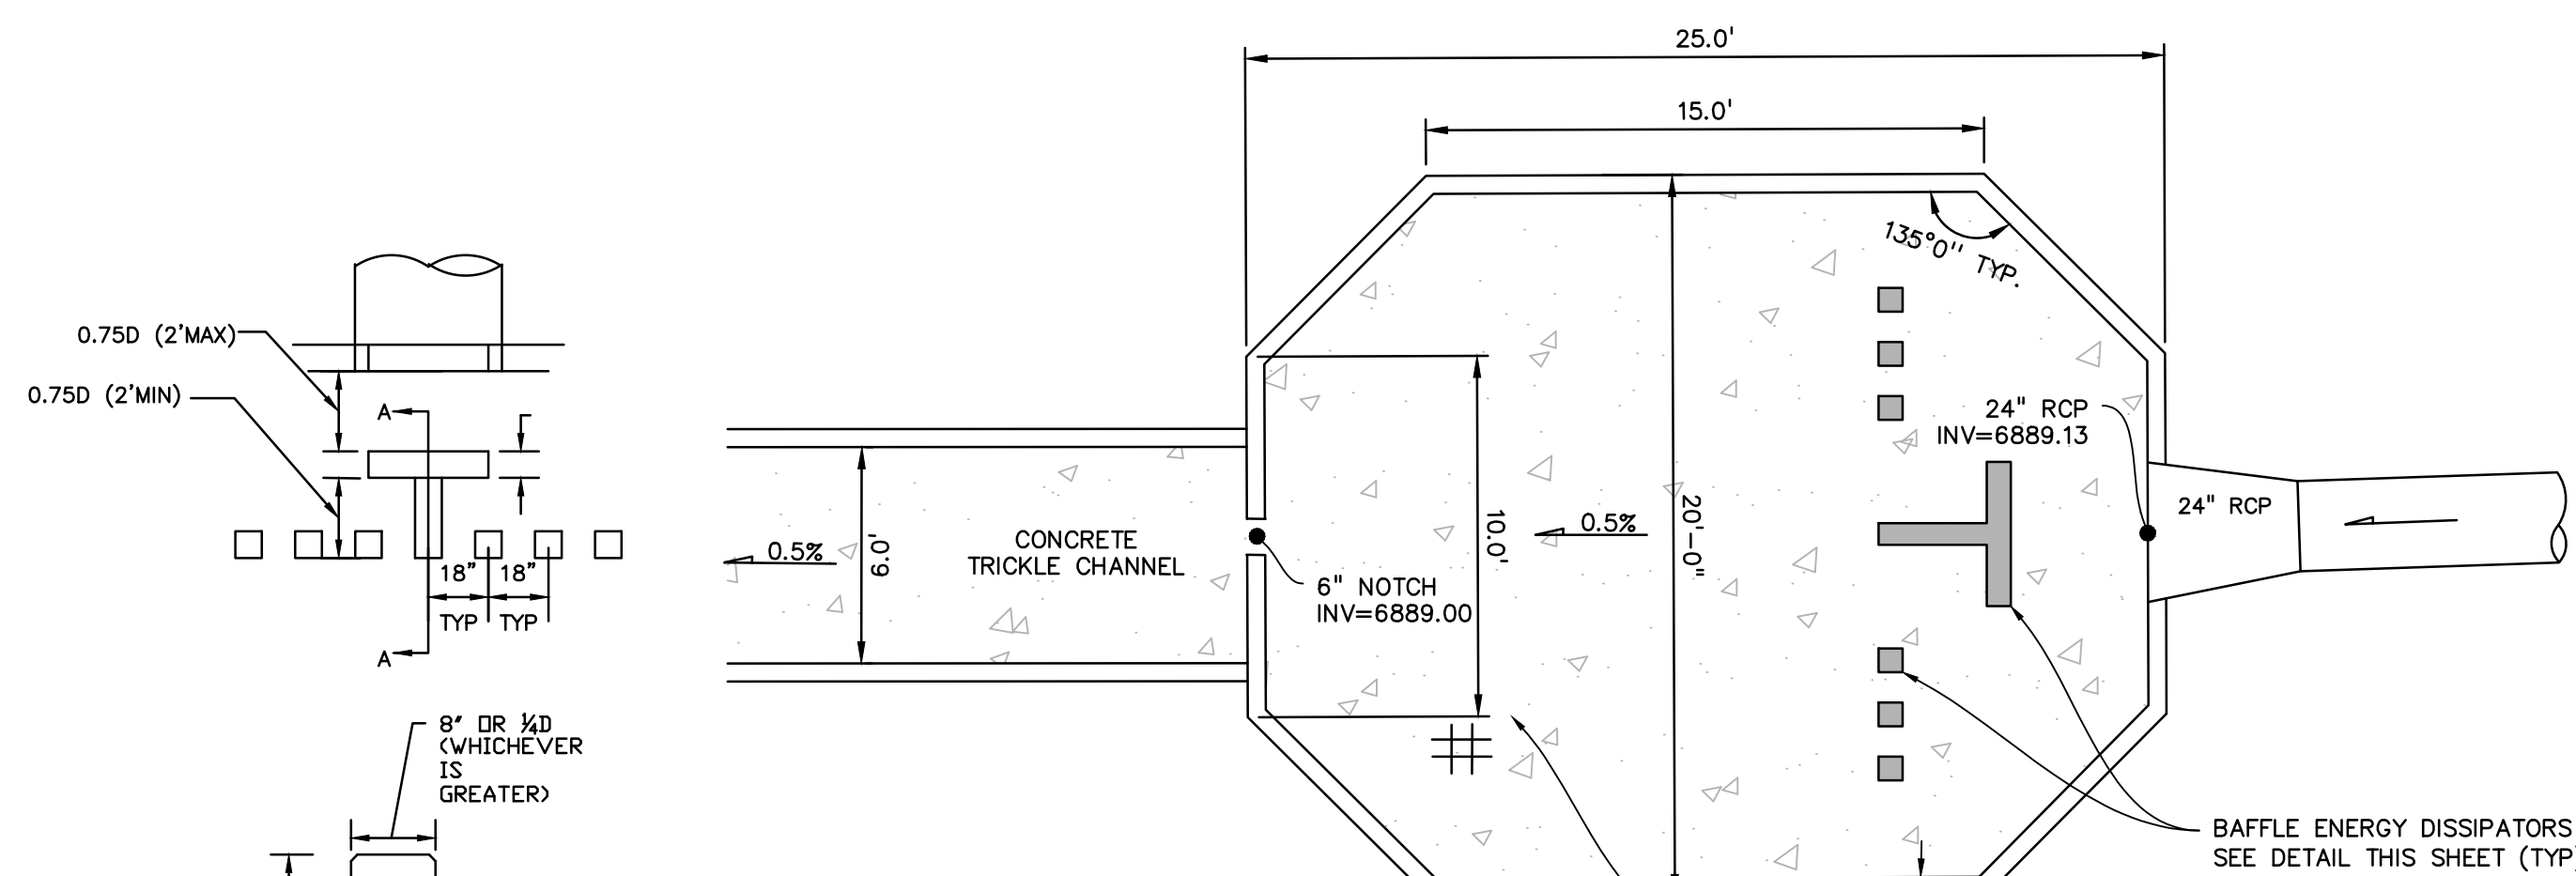 25.0'
15.0'
135°0'' TYP.
0.75D (2'MAX)
0.75D (2'MIN)
A
24" RCP
INV=6889.13
24" RCP
0.5%
6.0'
CONCRETE
TRICKLE CHANNEL
10.0'
0.5%
20'-0"
6" NOTCH
INV=6889.00
18" 18"
TYP TYP
A
8" OR ¼D
(WHICHEVER
IS
GREATER)
BAFFLE ENERGY DISSIPATORS
SEE DETAIL THIS SHEET (TYP